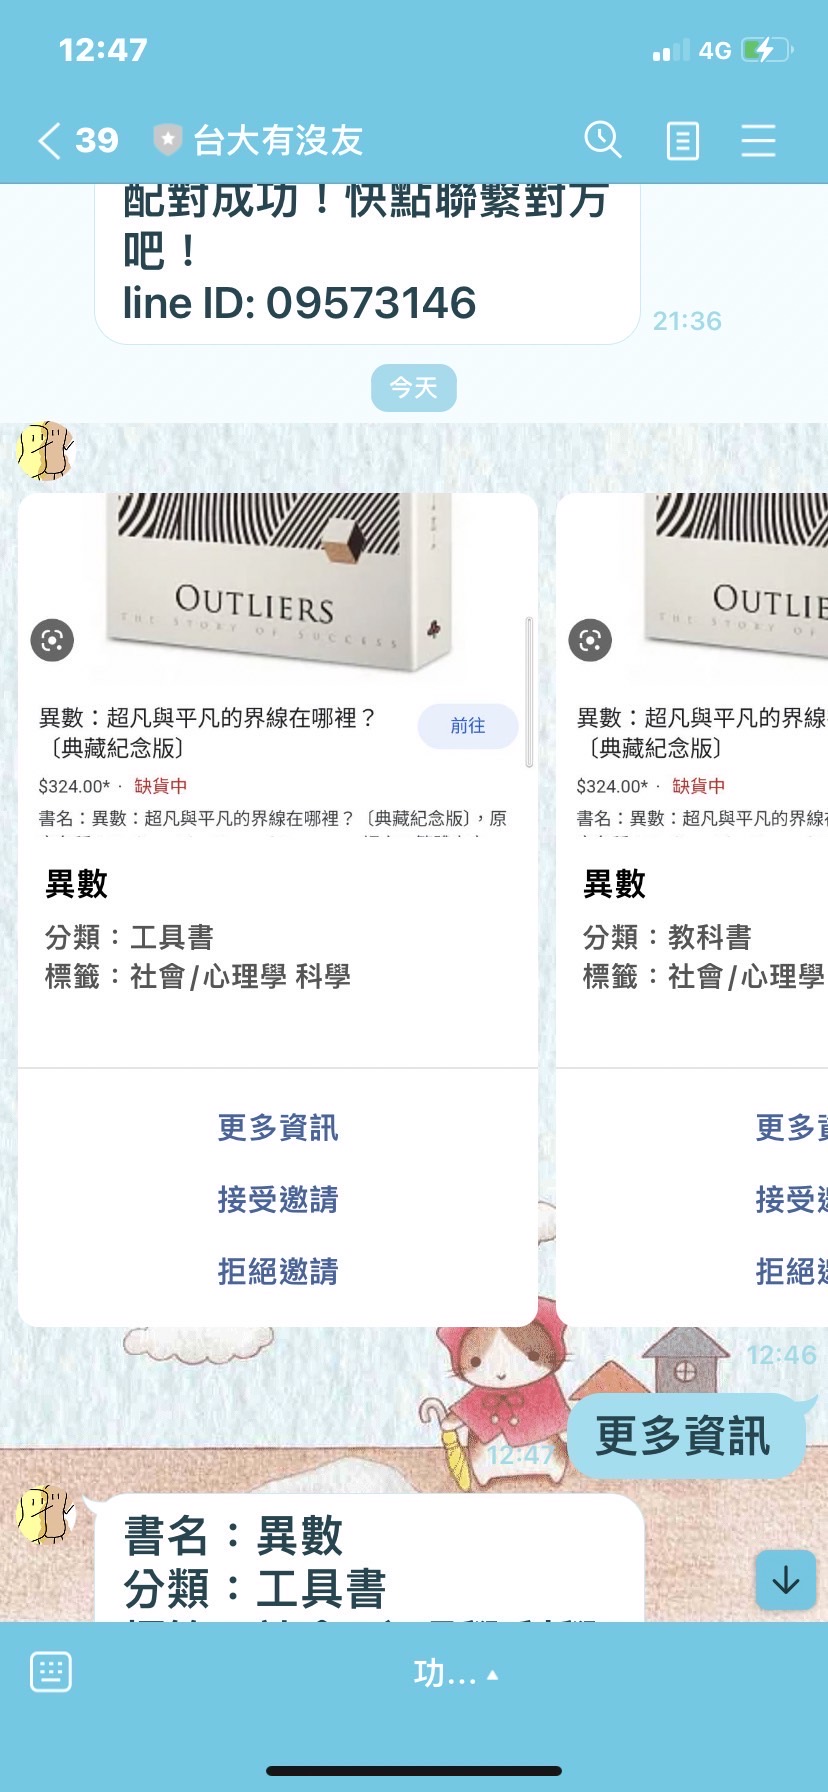 12:47
4G
39
台大有沒友
配對成功！快點聯繫對方
吧！
line ID: 09573146
21:36
今天
OUTLIERS
THE STORY OF SUCCESS
異數：超凡與平凡的界線在哪裡？
〔典藏紀念版〕
前往
$324.00* · 缺貨中
書名：異數：超凡與平凡的界線在哪裡？〔典藏紀念版〕，原
異數
分類：工具書
標籤：社會/心理學 科學
更多資訊
接受邀請
拒絕邀請
OUTLIE
THE STORY OF
異數：超凡與平凡的界線
〔典藏紀念版〕
$324.00* · 缺貨中
書名：異數：超凡與平凡的界線
異數
分類：教科書
標籤：社會/心理學
更多
接受
拒絕
12:46
更多資訊
12:47
書名：異數
分類：工具書
功...